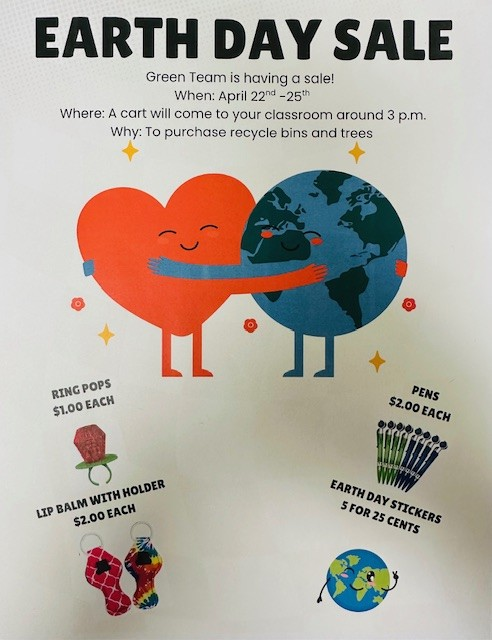 EARTH DAY SALE
Green Team is having a sale!
When: April 22nd -25th
Where: A cart will come to your classroom around 3 p.m.
Why: To purchase recycle bins and trees
RING POPS
$1.00 EACH
PENS
$2.00 EACH
LIP BALM WITH HOLDER
$2.00 EACH
EARTH DAY STICKERS
5 FOR 25 CENTS